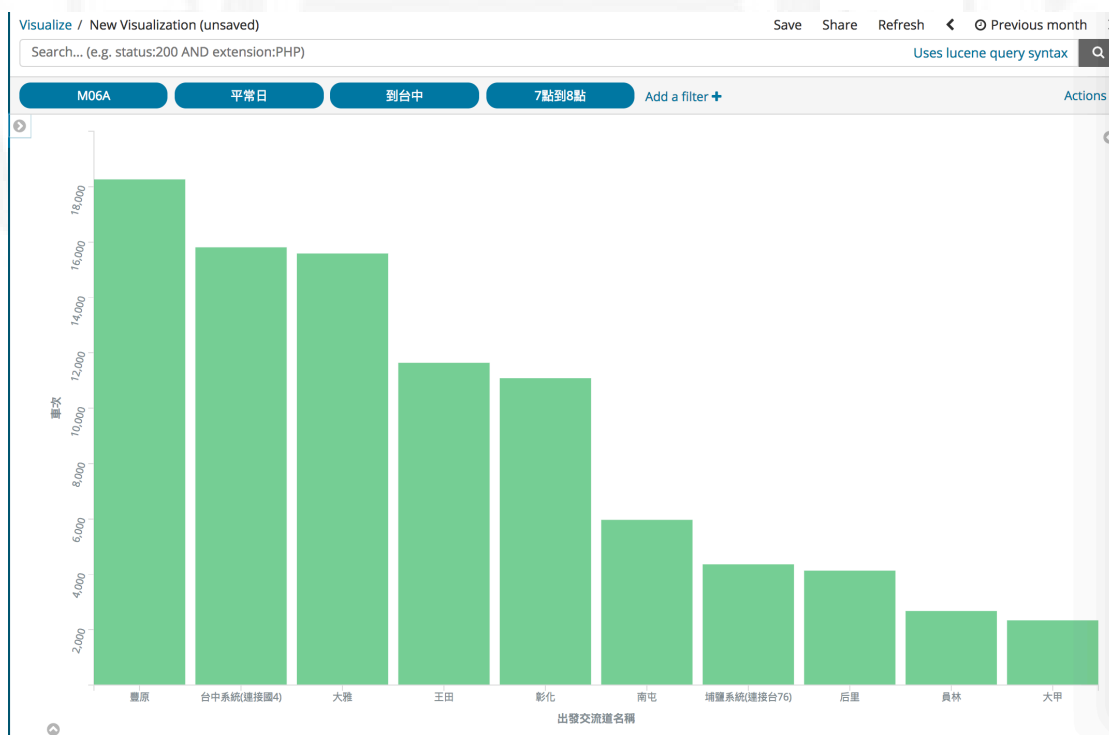 Visualize / New Visualization (unsaved) Save Share Refresh Previous month
Search... (e.g. status:200 AND extension:PHP) Uses lucene query syntax
M06A 平常日 到台中 7點到8點 Add a filter + Actions
18,000
16,000
14,000
12,000
10,000
8,000
6,000
4,000
2,000
車次
豐原 台中系統(連接國4) 大雅 王田 彰化 南屯 埔鹽系統(連接台76) 后里 員林 大甲
出發交流道名稱